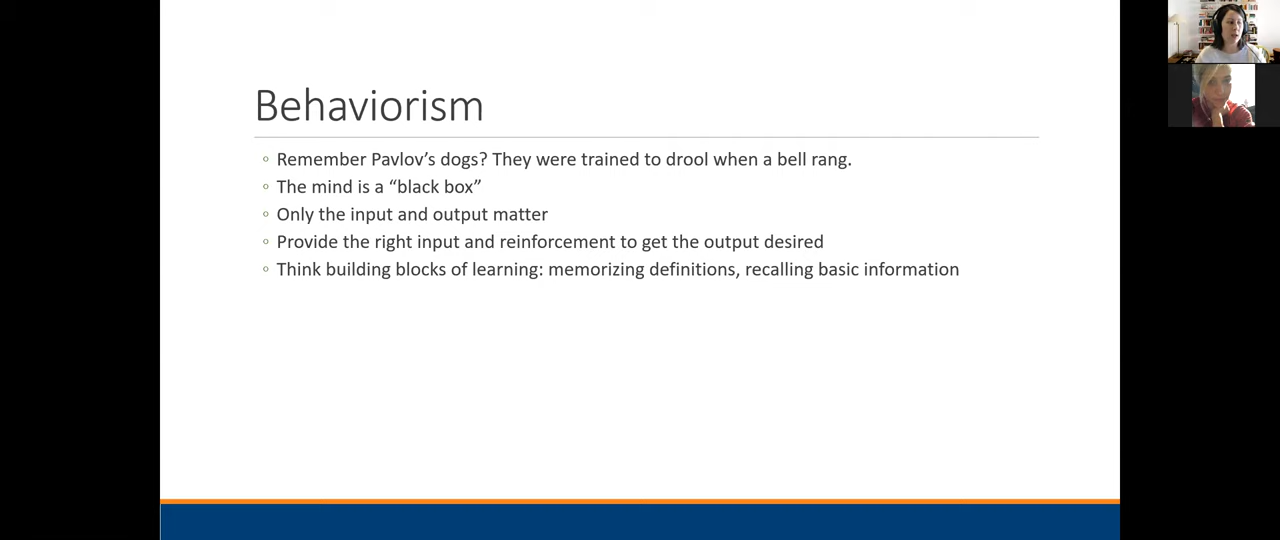 Behaviorism
Remember Pavlov’s dogs? They were trained to drool when a bell rang.
The mind is a “black box”
Only the input and output matter
Provide the right input and reinforcement to get the output desired
Think building blocks of learning: memorizing definitions, recalling basic information